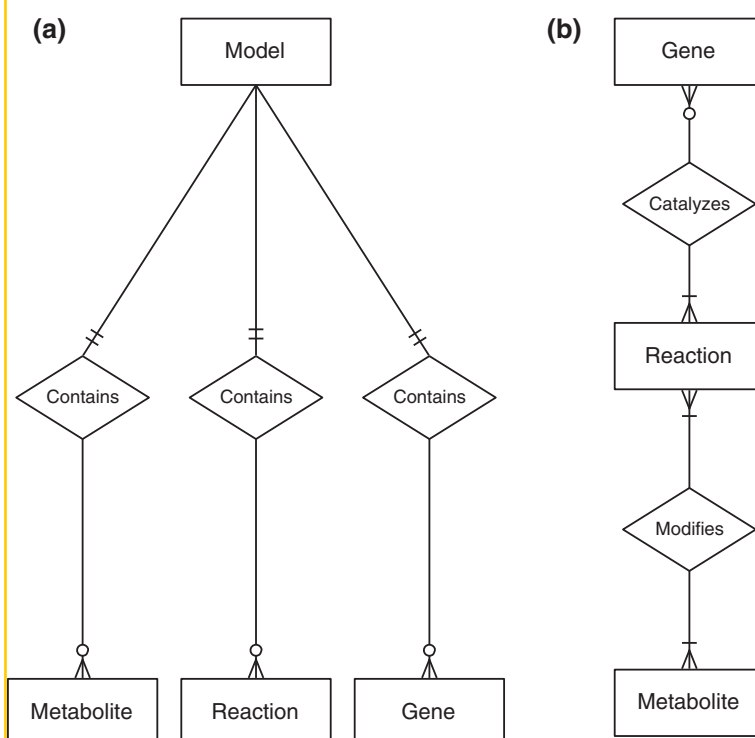 (a)
Model
Contains
Contains
Contains
Metabolite
Reaction
Gene
(b)
Gene
Catalyzes
Reaction
Modifies
Metabolite